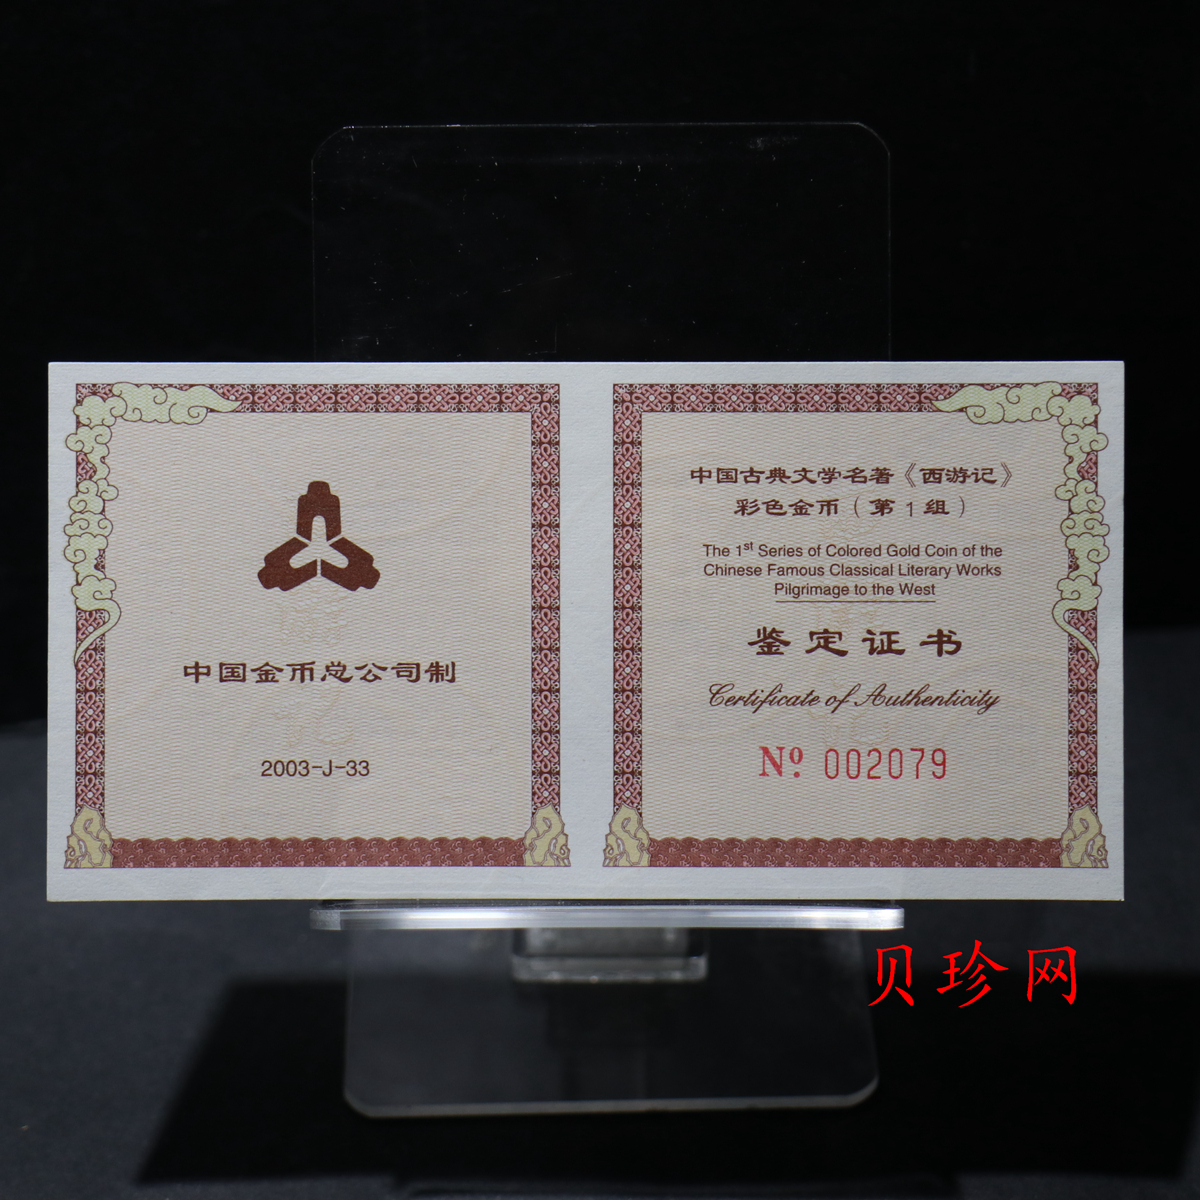 中国金币总公司制
2003-J-33
中国古典文学名著《西游记》
彩色金币（第1组）
The 1st Series of Colored Gold Coin of the
Chinese Famous Classical Literary Works
Pilgrimage to the West
鉴定证书
Certificate of Authenticity
Nº 002079
贝珍网